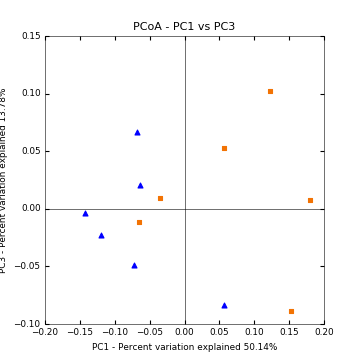 PCoA - PC1 vs PC3
0.15
0.10
0.05
0.00
−0.05
−0.10
PC3 - Percent variation explained 13.78%
−0.20 −0.15 −0.10 −0.05 0.00 0.05 0.10 0.15 0.20
PC1 - Percent variation explained 50.14%